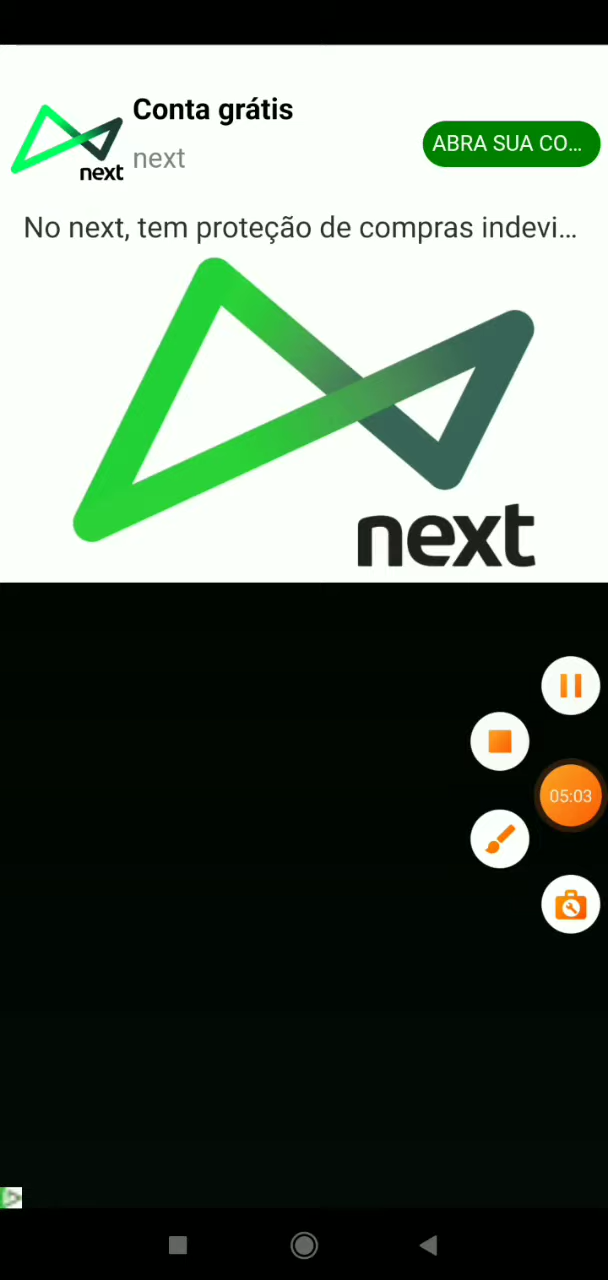 Conta grátis
next
next
ABRA SUA CO...
No next, tem proteção de compras indevi...
next
05:03